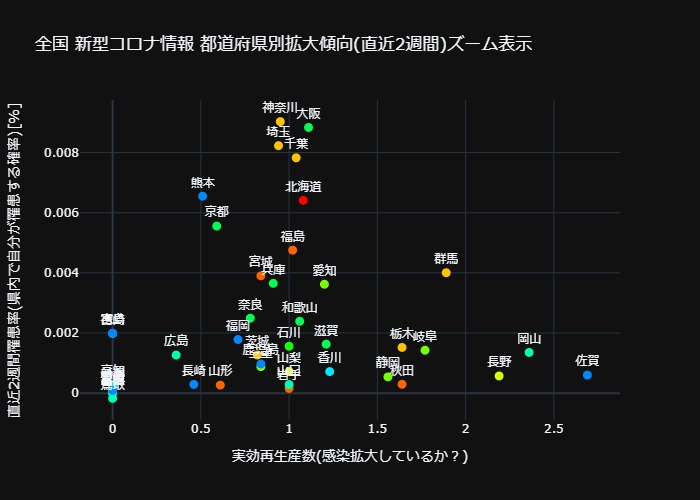 全国 新型コロナ情報 都道府県別拡大傾向(直近2週間)ズーム表示
直近2週間罹患率(県内で自分が罹患する確率)[%]
0.008
0.006
0.004
0.002
0
神奈川
大阪
埼玉
千葉
熊本
北海道
京都
福島
宮城
兵庫
愛知
群馬
奈良
和歌山
福岡
石川
滋賀
広島
茨城
鹿児島
栃木
岐阜
岡山
山梨
香川
静岡
秋田
長野
佐賀
長崎
山形
岩手
0
0.5
1
1.5
2
2.5
実効再生産数(感染拡大しているか？)